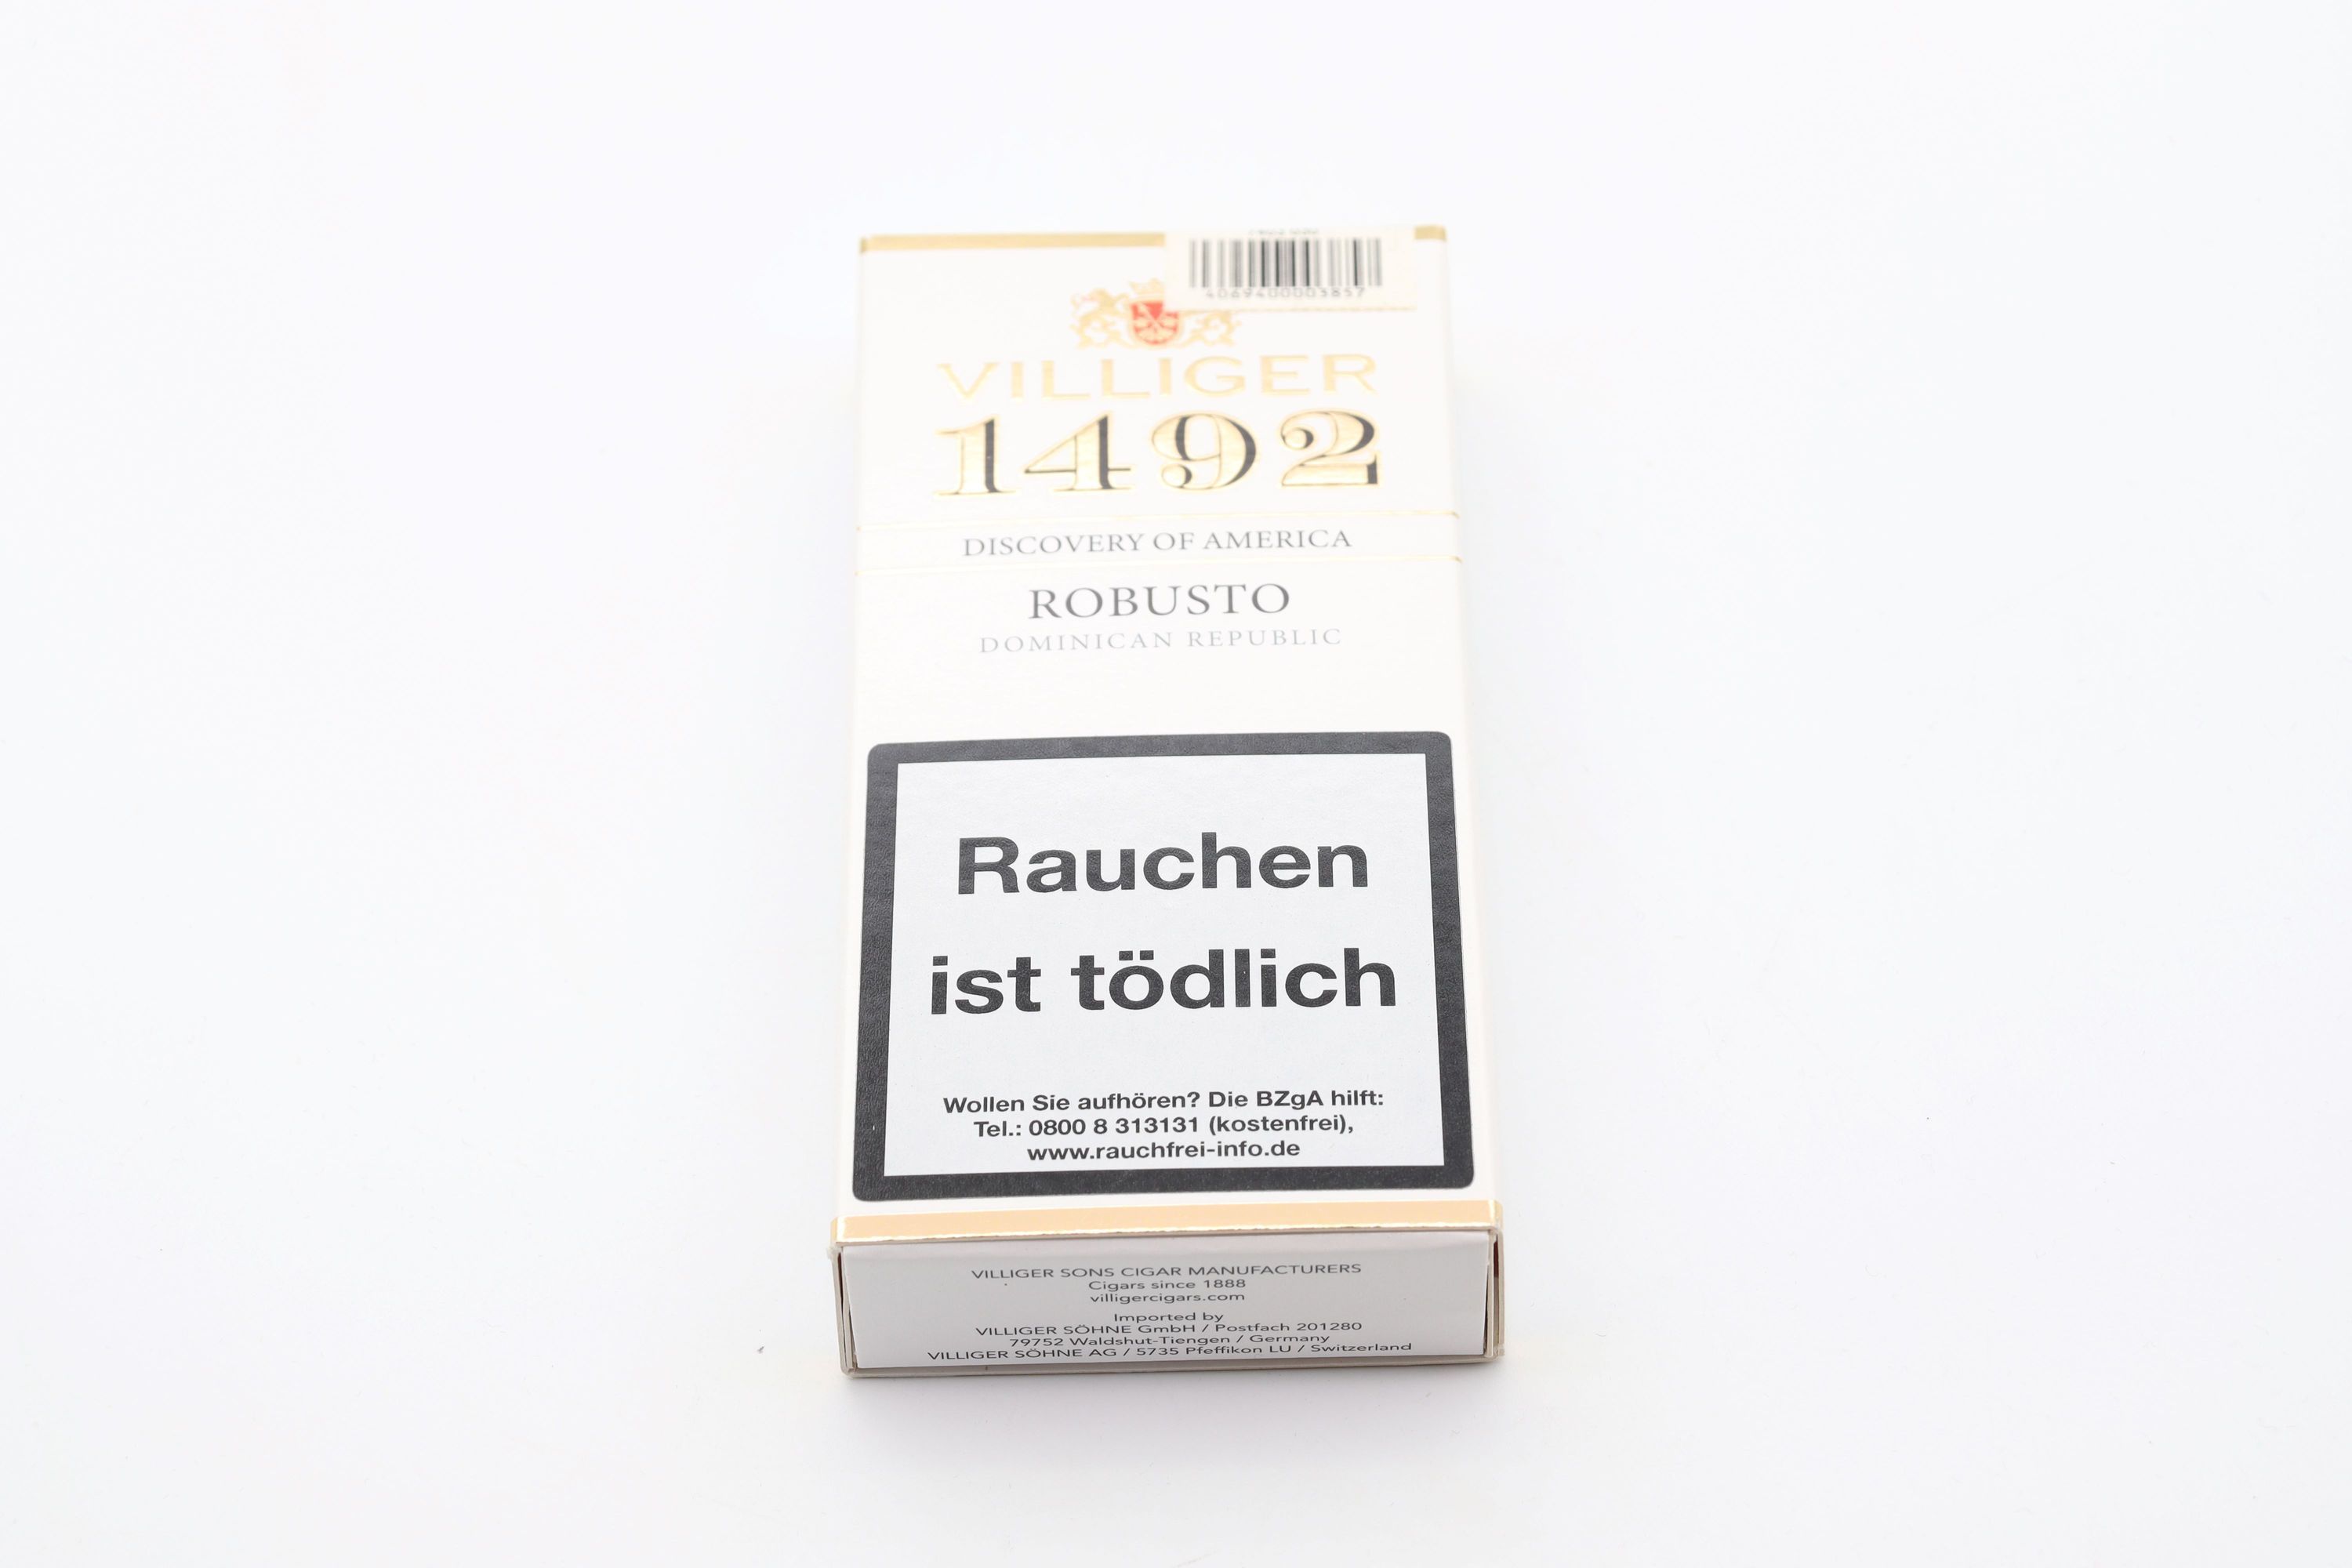 4069400003857
VILLIGER
1492
DISCOVERY OF AMERICA
ROBUSTO
DOMINICAN REPUBLIC
Rauchen
ist tödlich
Wollen Sie aufhören? Die BZgA hilft:
Tel.: 0800 8 313131 (kostenfrei),
www.rauchfrei-info.de
VILLIGER SONS CIGAR MANUFACTURERS
Cigars since 1888
villigercigars.com
Imported by
VILLIGER SÖHNE GmbH / Postfach 201280
79752 Waldshut-Tiengen / Germany
VILLIGER SÖHNE AG / 5735 Pfeffikon LU / Switzerland